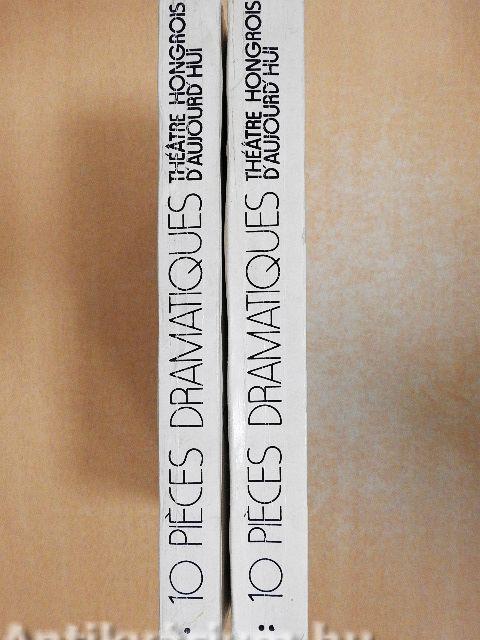 10 PIÈCES DRAMATIQUES
THÉÂTRE HONGROIS
D'AUJOURD'HUI
10 PIÈCES DRAMATIQUES
THÉÂTRE HONGROIS
D'AUJOURD'HUI